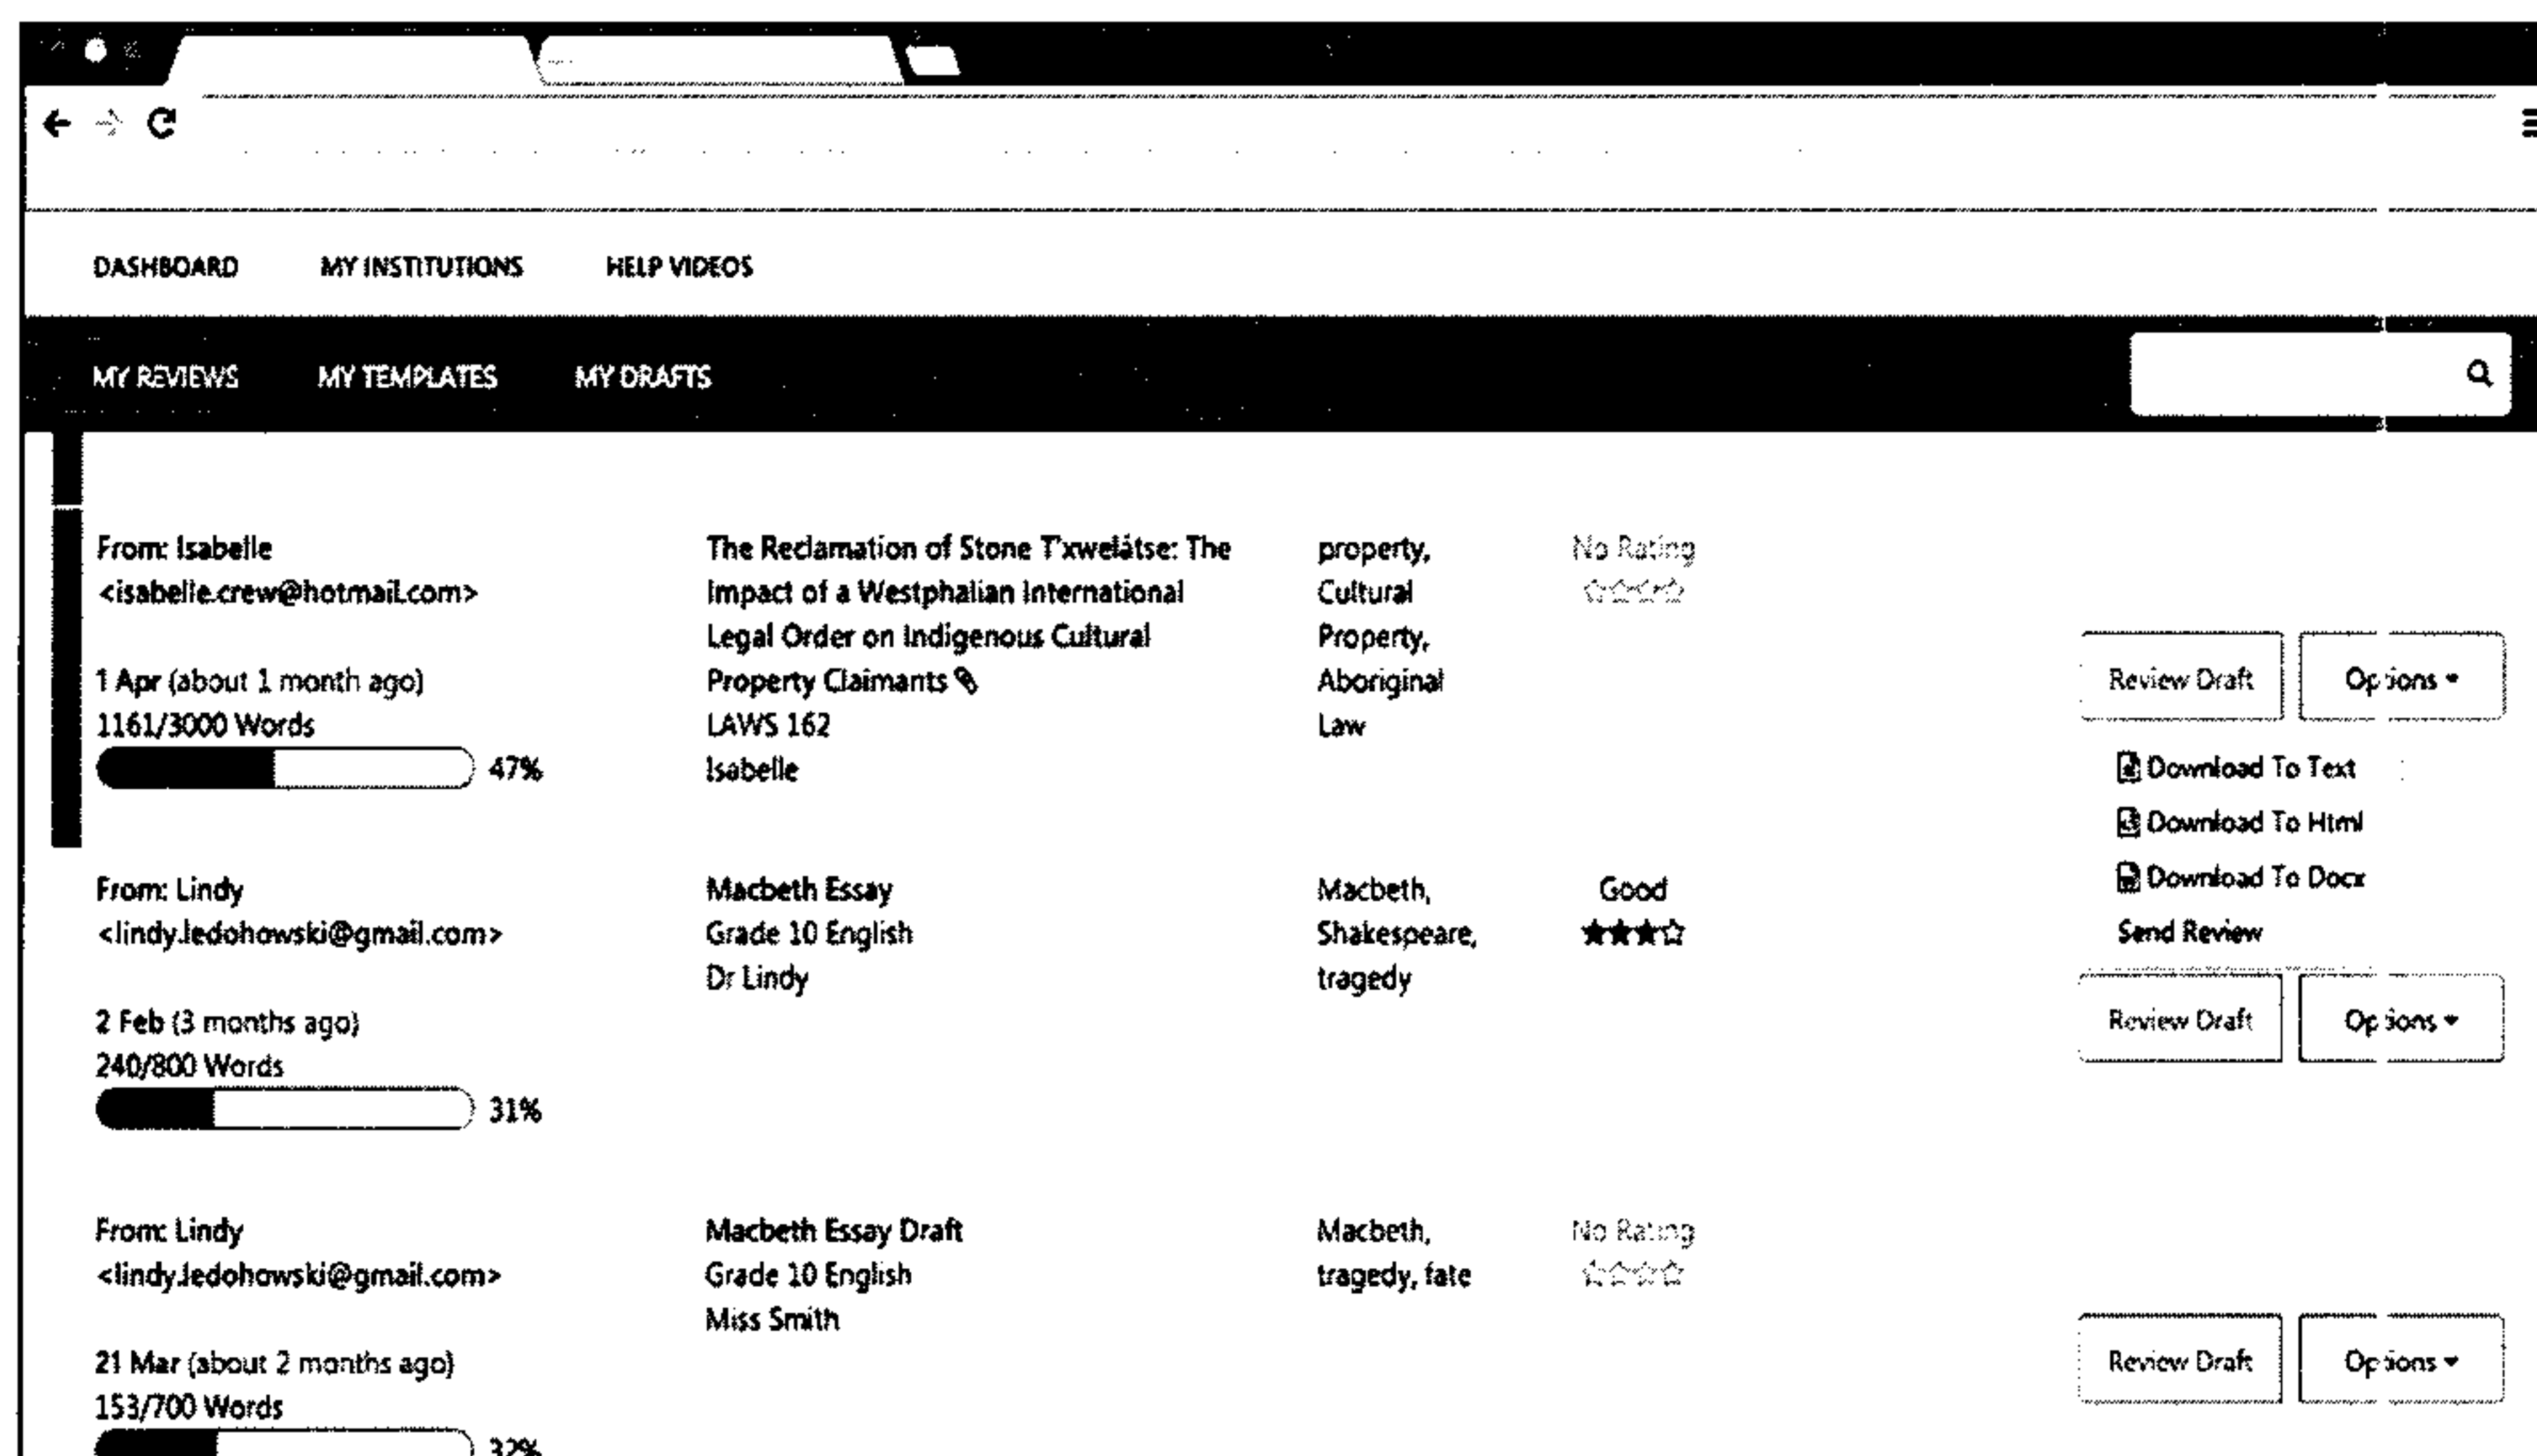 DASHBOARD MY INSTITUTIONS HELP VIDEOS
MY REVIEWS MY TEMPLATES MY DRAFTS
From: Isabelle
<isabelle.crew@hotmail.com>
1 Apr (about 1 month ago)
1161/3000 Words
47%
The Reclamation of Stone T'xwelátse: The
Impact of a Westphalian International
Legal Order on Indigenous Cultural
Property Claimants
LAWS 162
Isabelle
property,
Cultural
Property,
Aboriginal
Law
No Rating
Review Draft Options
Download To Text
Download To Html
Download To Docx
Send Review
From: Lindy
<lindy.ledohowski@gmail.com>
2 Feb (3 months ago)
240/800 Words
31%
Macbeth Essay
Grade 10 English
Dr Lindy
Macbeth,
Shakespeare,
tragedy
Good
Review Draft Options
From: Lindy
<lindy.ledohowski@gmail.com>
21 Mar (about 2 months ago)
153/700 Words
32%
Macbeth Essay Draft
Grade 10 English
Miss Smith
Macbeth,
tragedy, fate
No Rating
Review Draft Options